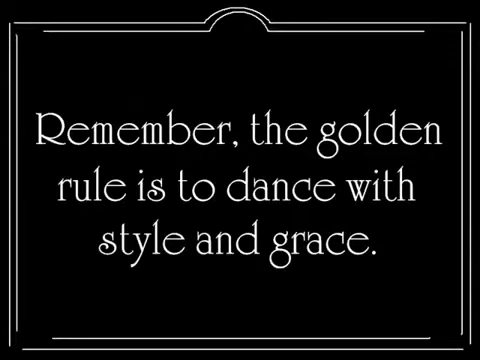 Remember, the golden
rule is to dance with
style and grace.